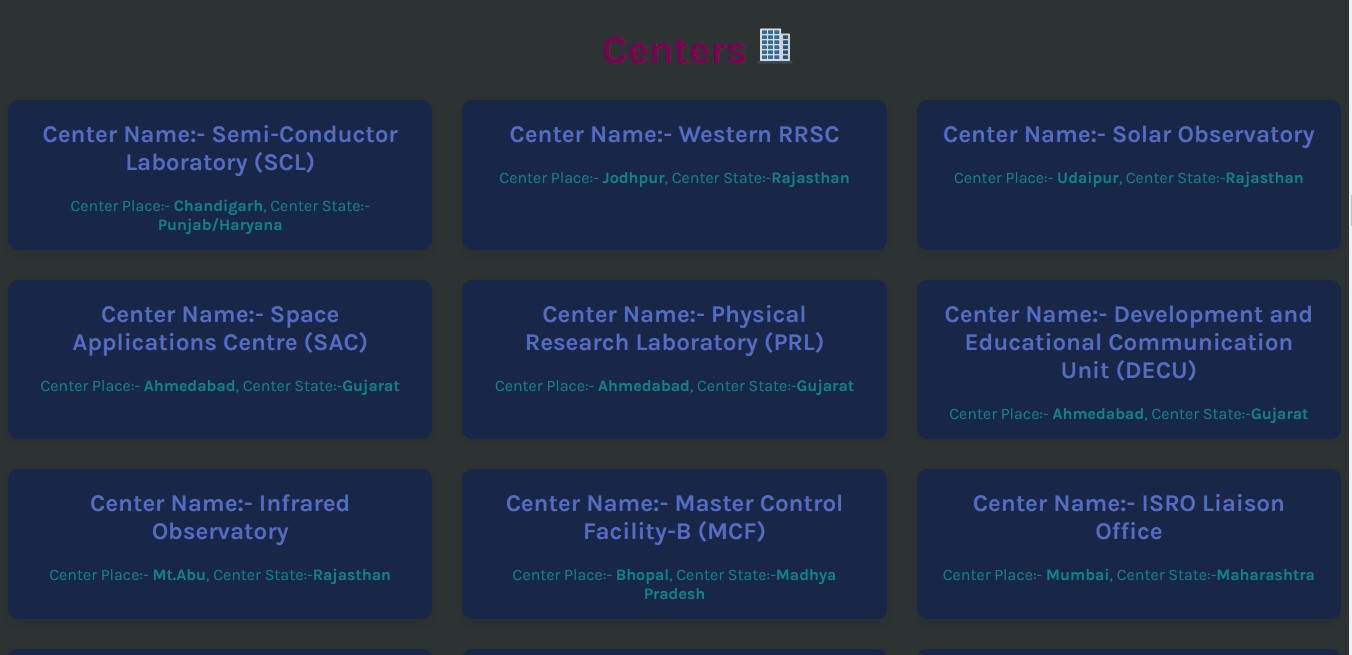 Centers
Center Name:- Semi-Conductor
Laboratory (SCL)
Center Place:- Chandigarh, Center State:-
Punjab/Haryana
Center Name:- Western RRSC
Center Place:- Jodhpur, Center State:-Rajasthan
Center Name:- Solar Observatory
Center Place:- Udaipur, Center State:-Rajasthan
Center Name:- Space
Applications Centre (SAC)
Center Place:- Ahmedabad, Center State:-Gujarat
Center Name:- Physical
Research Laboratory (PRL)
Center Place:- Ahmedabad, Center State:-Gujarat
Center Name:- Development and
Educational Communication
Unit (DECU)
Center Place:- Ahmedabad, Center State:-Gujarat
Center Name:- Infrared
Observatory
Center Place:- Mt.Abu, Center State:-Rajasthan
Center Name:- Master Control
Facility-B (MCF)
Center Place:- Bhopal, Center State:-Madhya
Pradesh
Center Name:- ISRO Liaison
Office
Center Place:- Mumbai, Center State:-Maharashtra